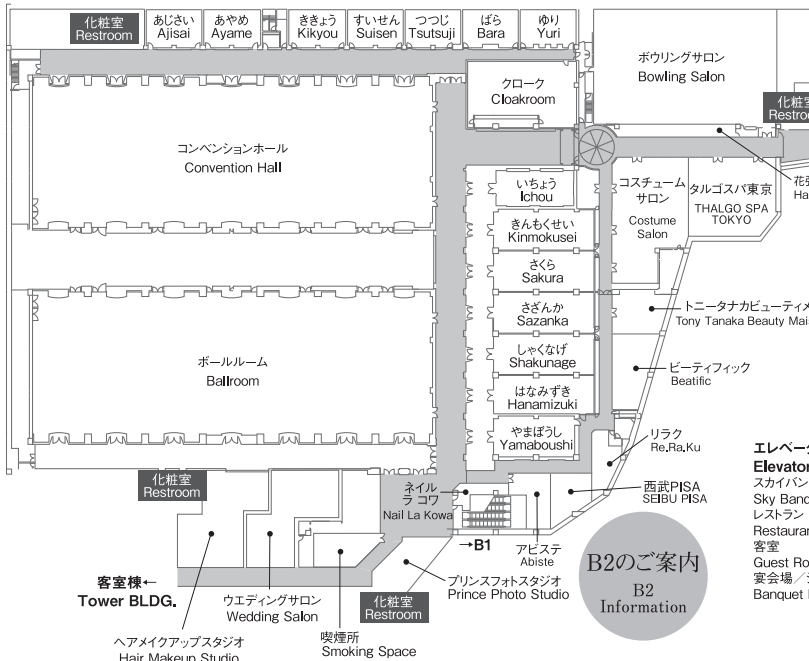 化粧室
Restroom
あじさい
Ajisai
あやめ
Ayame
ききょう
Kikyou
すいせん
Suisen
つつじ
Tsutsuji
ばら
Bara
ゆり
Yuri
ボウリングサロン
Bowling Salon
クローク
Cloakroom
化粧室
Restroo
コンベンションホール
Convention Hall
いちょう
Ichou
きんもくせい
Kinmokusei
さくら
Sakura
さざんか
Sazanka
しゃくなげ
Shakunage
はなみずき
Hanamizuki
やまぼうし
Yamaboushi
コスチューム
サロン
Costume
Salon
タルゴスパ東京
THALGO SPA
TOKYO
Ha
トニータナカビューティメ
Tony Tanaka Beauty Mai
ビーティフィック
Beatific
ボールルーム
Ballroom
リラク
Re.Ra.Ku
化粧室
Restroom
ネイル
ラ コワ
Nail La Kowa
西武PISA
SEIBU PISA
→B1
アビステ
Abiste
プリンスフォトスタジオ
Prince Photo Studio
客室棟←
Tower BLDG.
ウエディングサロン
Wedding Salon
化粧室
Restroom
ヘアメイクアップスタジオ
Hair Makeup Studio
喫煙所
Smoking Space
B2のご案内
B2
Information
エレベータ
Elevator
スカイバン
Sky Banq
レストラン
Restauran
客室
Guest Ro
宴会場/
Banquet